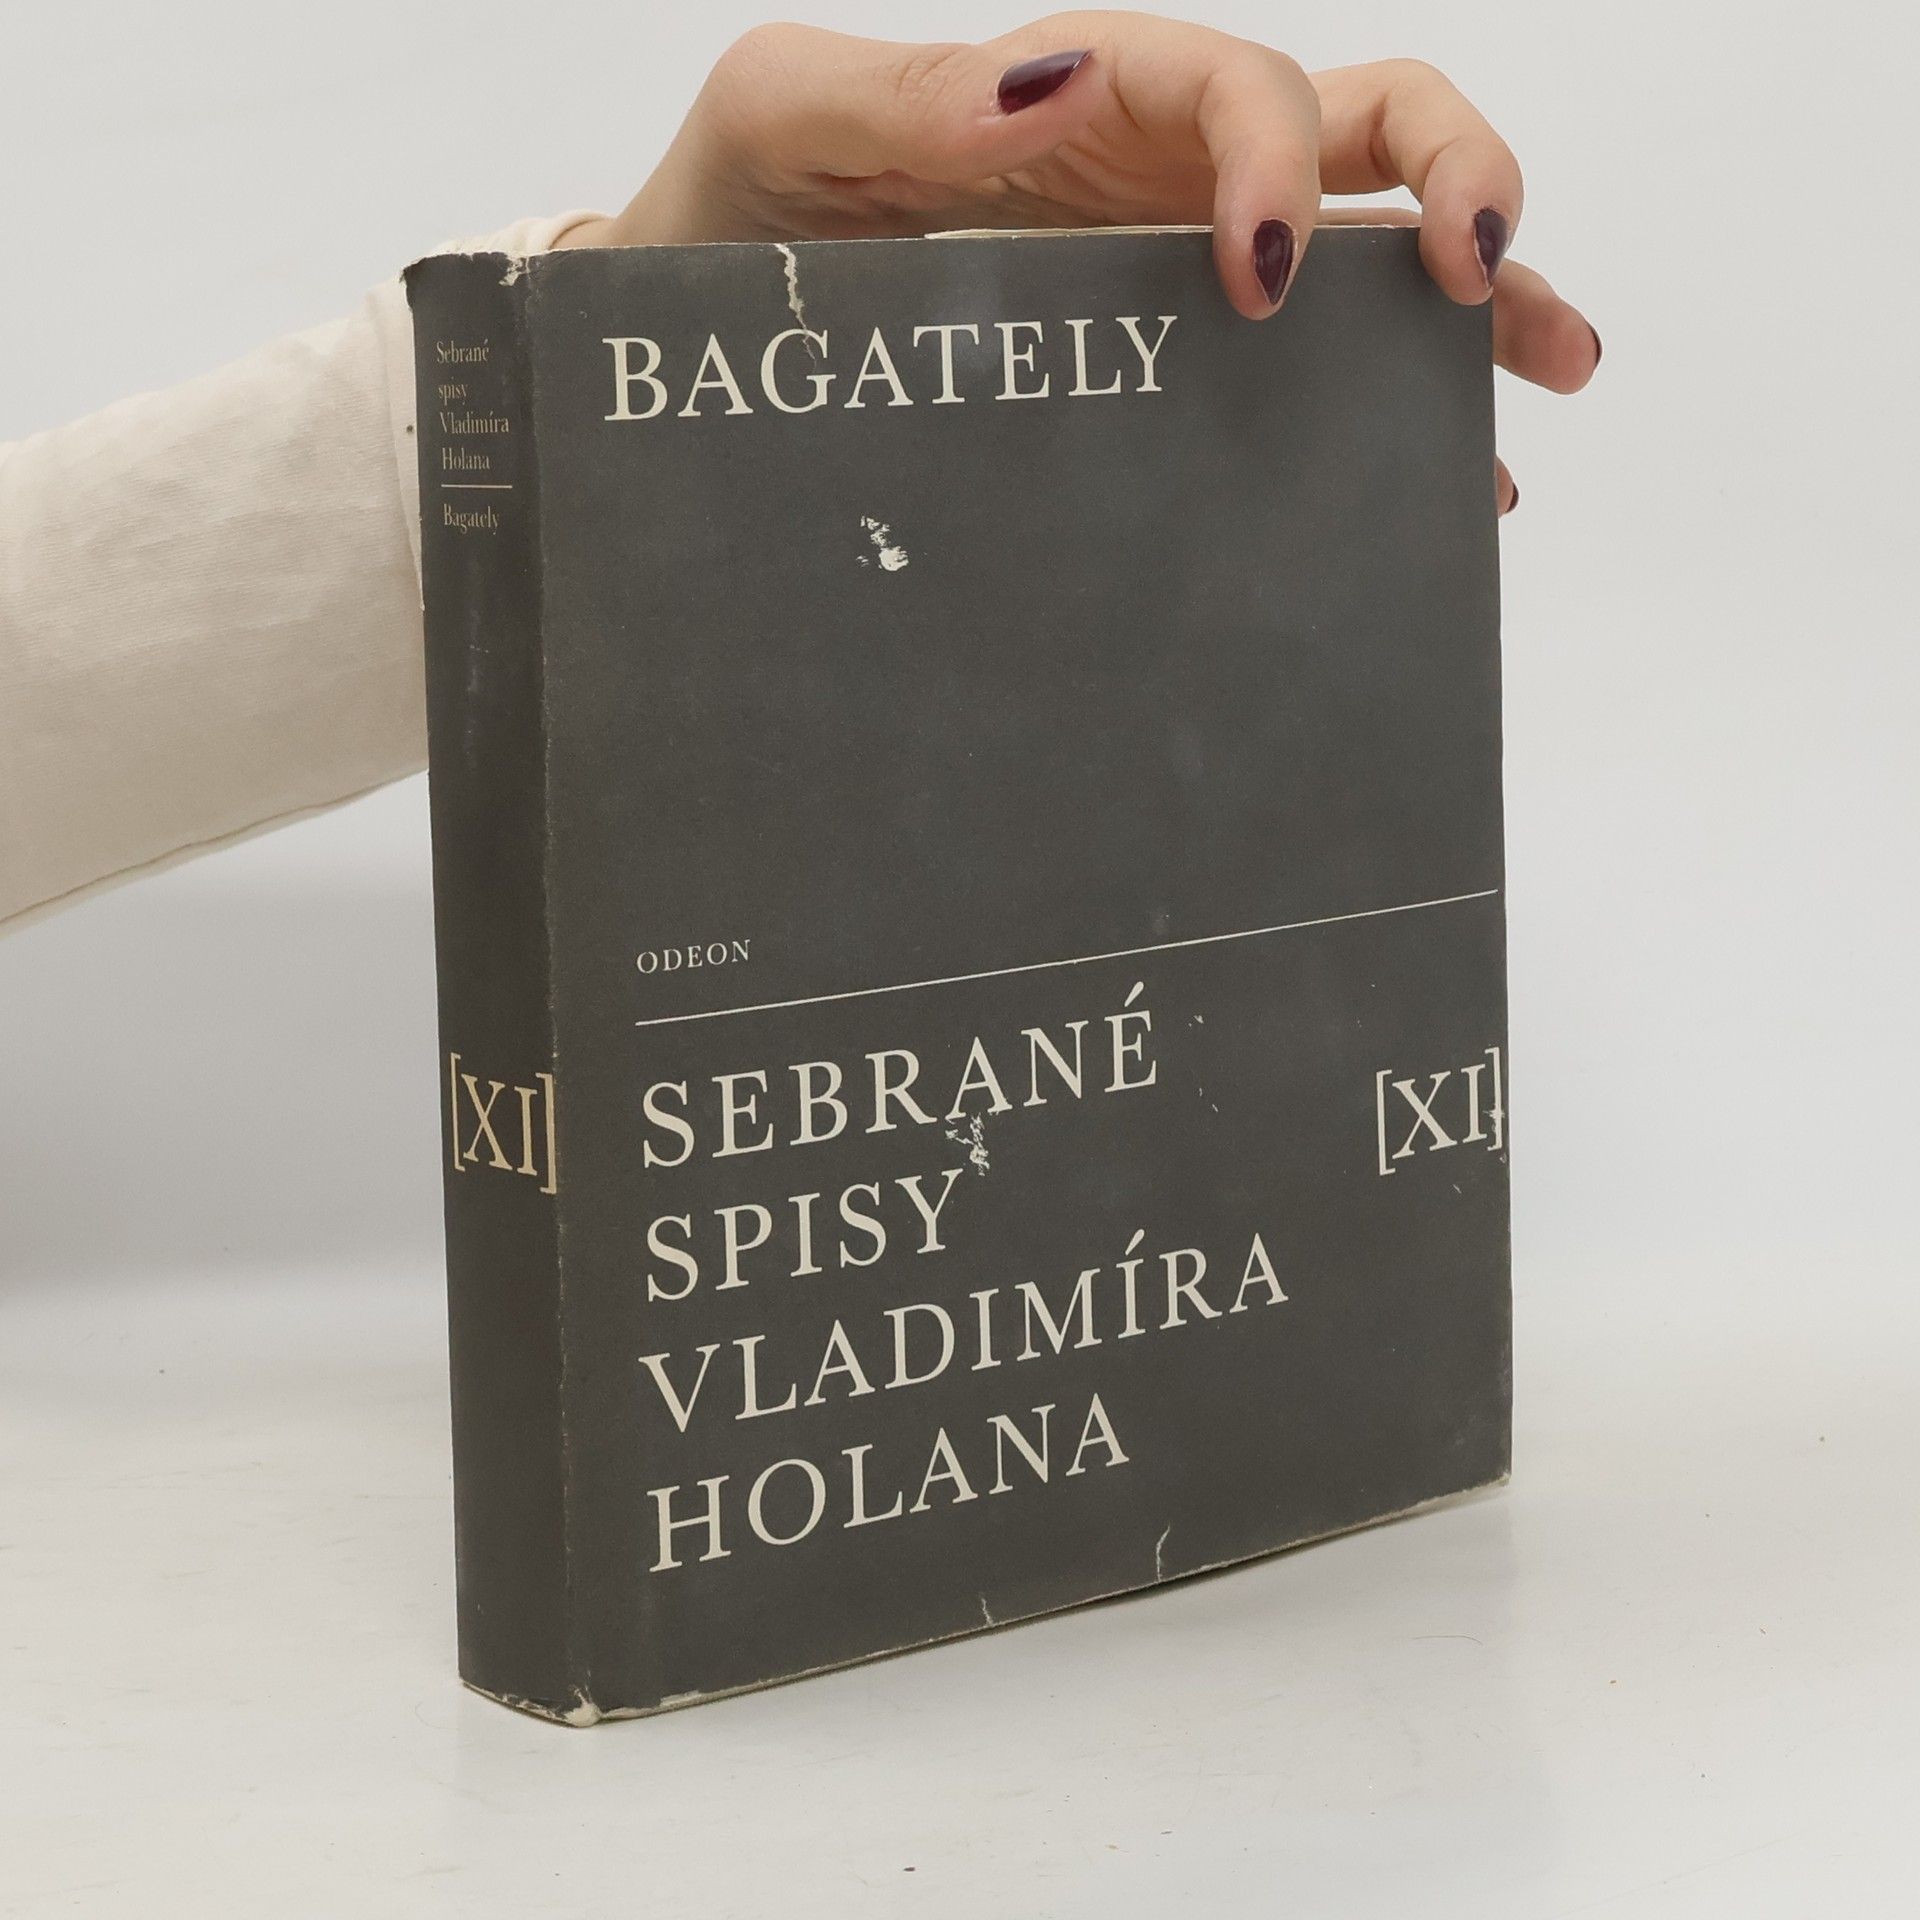 Sebrané
spisy
Vladimíra
Holana
Bagately
[XI]
BAGATELY
ODEON
SEBRANÉ
[XI]
SPISY
VLADIMÍRA
HOLANA